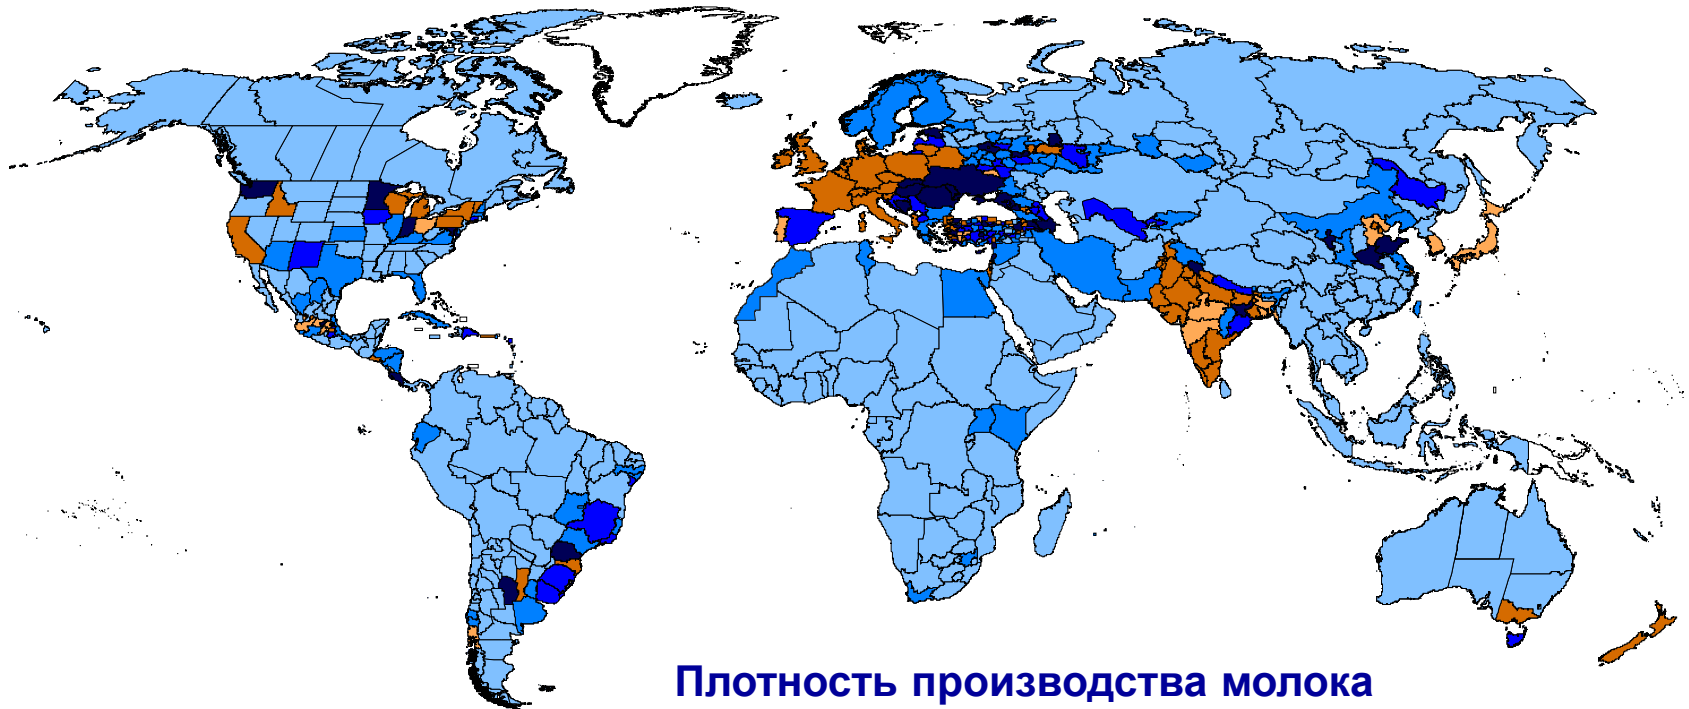 Плотность производства молока